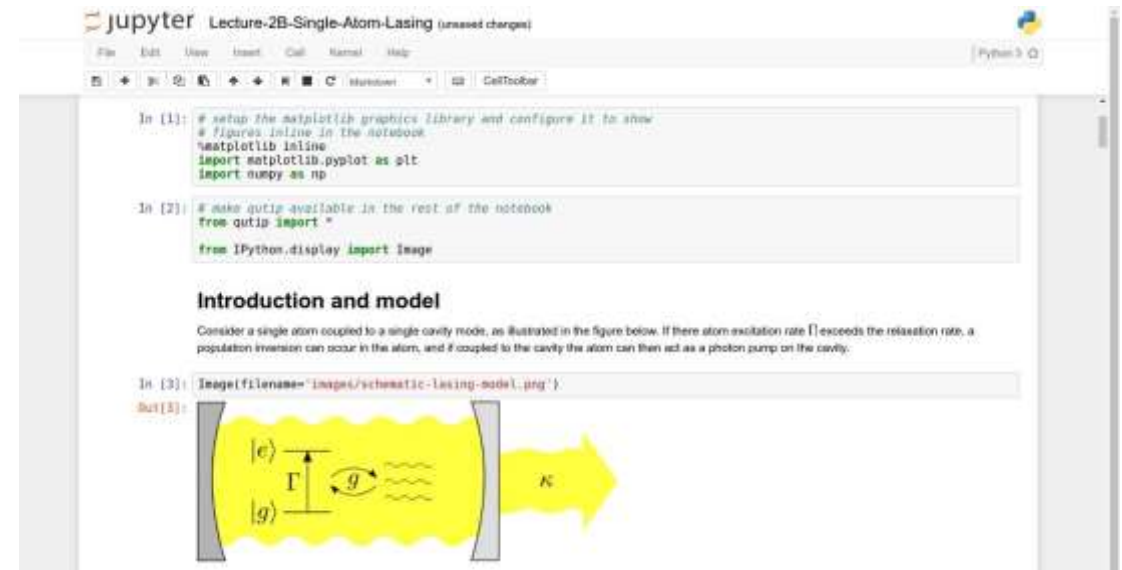 jupyter Lecture-2B-Single-Atom-Lasing (unsaved changes)
File Edit View Insert Cell Kernel Help
Python 3
Markdown CellToolbar
In [1]: # setup the matplotlib graphics library and configure it to show
# figures inline in the notebook
%matplotlib inline
import matplotlib.pyplot as plt
import numpy as np
In [2]: # make qutip available in the rest of the notebook
from qutip import *
from IPython.display import Image
Introduction and model
Consider a single atom coupled to a single cavity mode, as illustrated in the figure below. If there atom excitation rate Γ exceeds the relaxation rate, a
population inversion can occur in the atom, and if coupled to the cavity the atom can then act as a photon pump on the cavity.
In [3]: Image(filename='images/schematic-lasing-model.png')
Out[3]:
|e⟩
Γ g κ
|g⟩